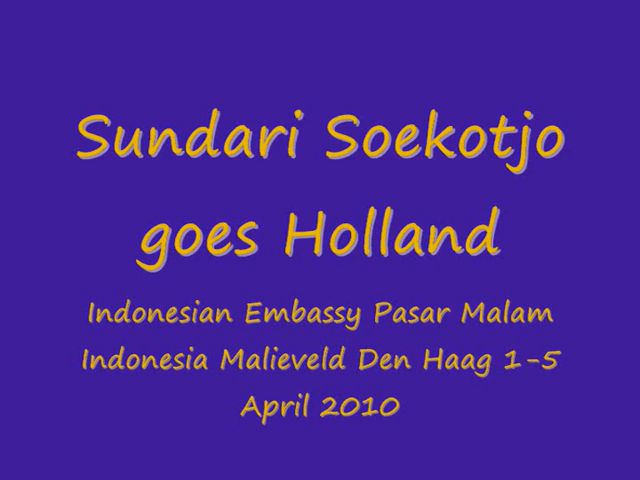 Sundari Soekotjo
goes Holland
Indonesian Embassy Pasar Malam
Indonesia Malieveld Den Haag 1-5
April 2010